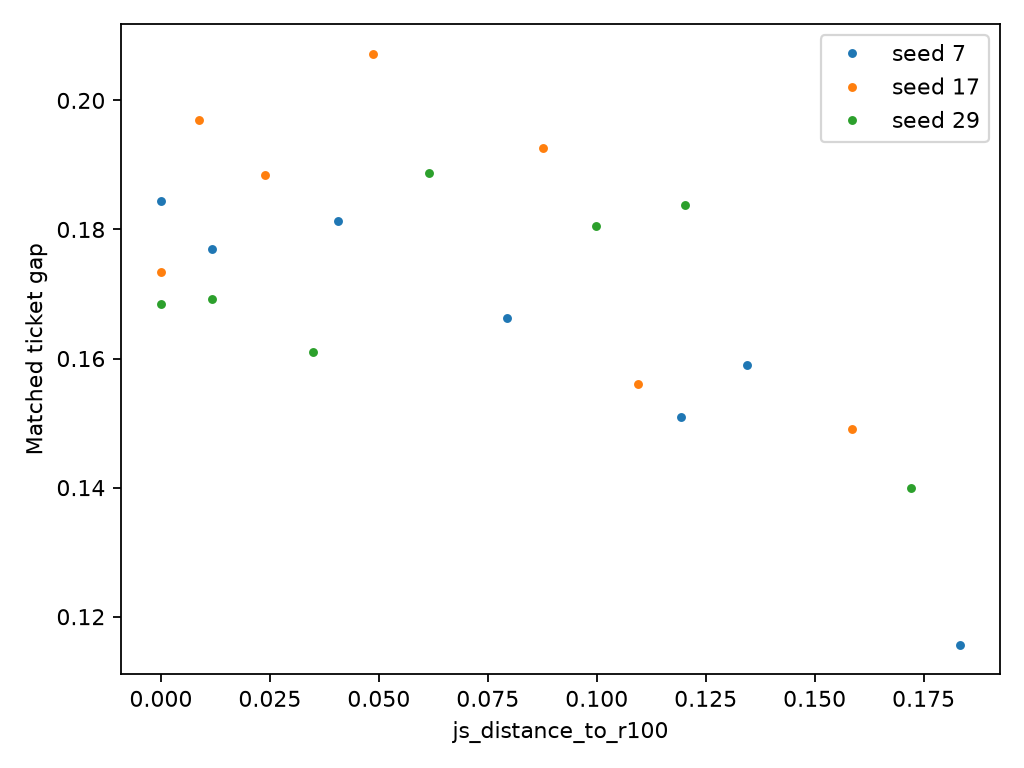 seed 7
seed 17
seed 29
Matched ticket gap
0.20
0.18
0.16
0.14
0.12
0.000 0.025 0.050 0.075 0.100 0.125 0.150 0.175
js_distance_to_r100